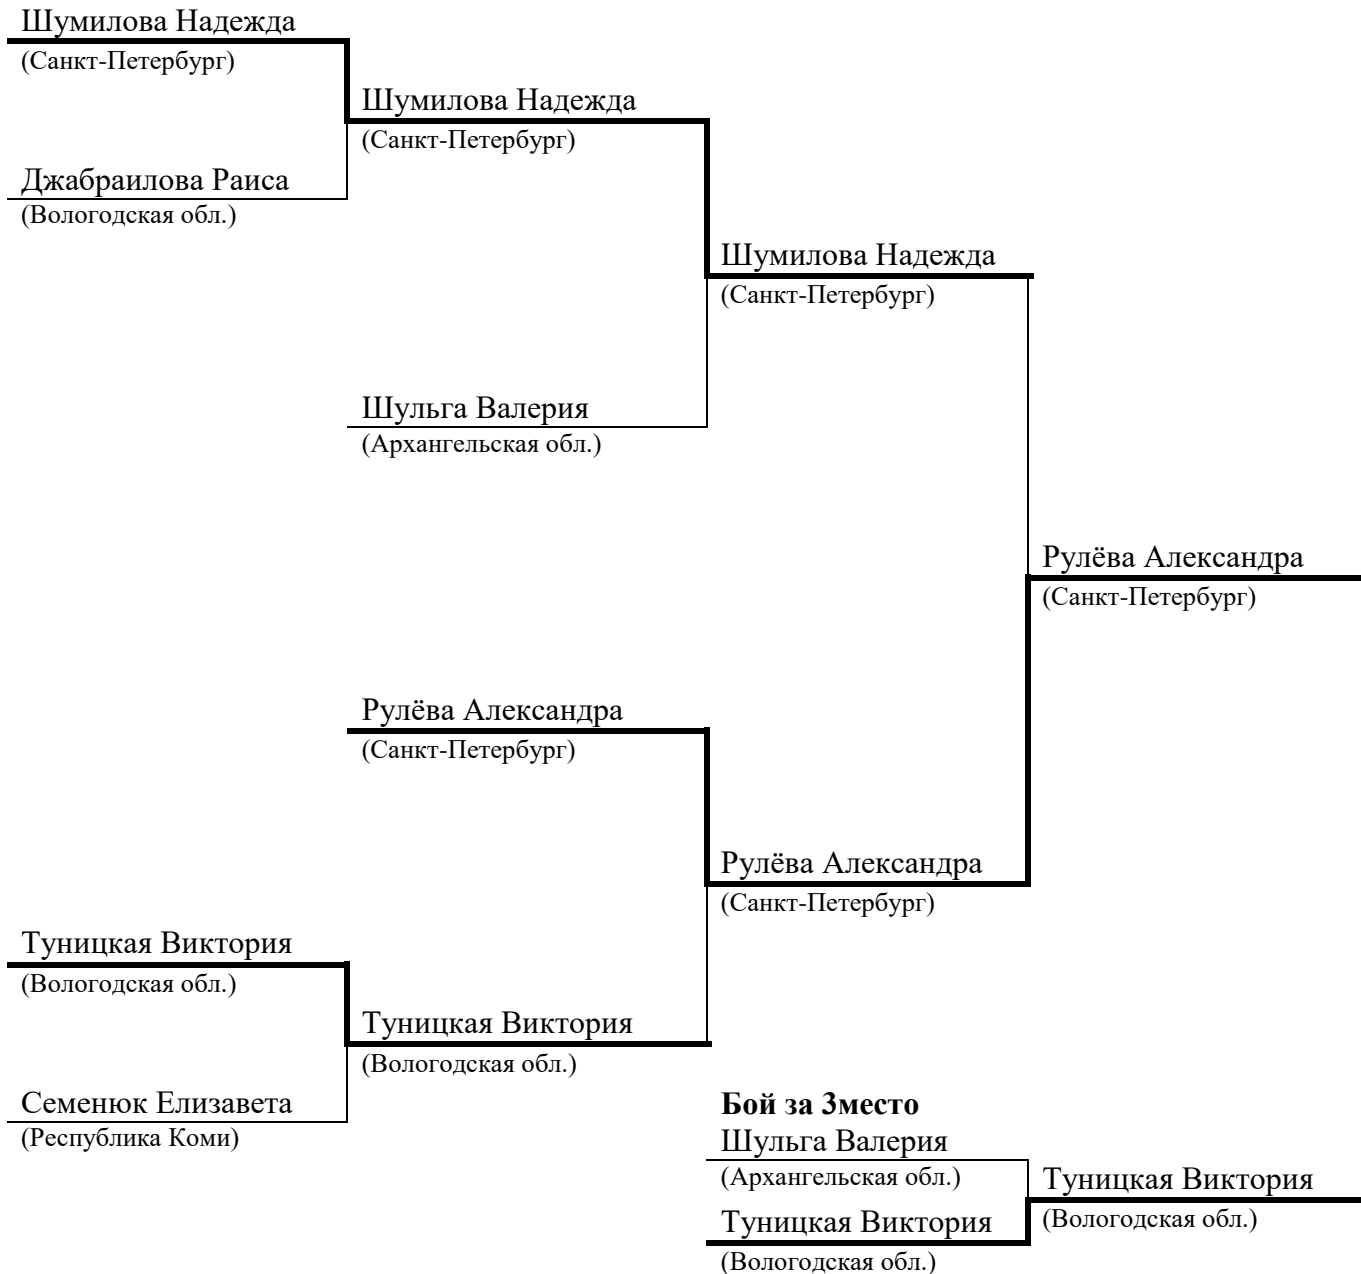 Шумилова Надежда
(Санкт-Петербург)
Шумилова Надежда
(Санкт-Петербург)
Джабраилова Раиса
(Вологодская обл.)
Шумилова Надежда
(Санкт-Петербург)
Шульга Валерия
(Архангельская обл.)
Рулёва Александра
(Санкт-Петербург)
Рулёва Александра
(Санкт-Петербург)
Рулёва Александра
(Санкт-Петербург)
Туницкая Виктория
(Вологодская обл.)
Туницкая Виктория
(Вологодская обл.)
Семенюк Елизавета
(Республика Коми)
Бой за 3место
Шульга Валерия
(Архангельская обл.)
Туницкая Виктория
(Вологодская обл.)
Туницкая Виктория
(Вологодская обл.)